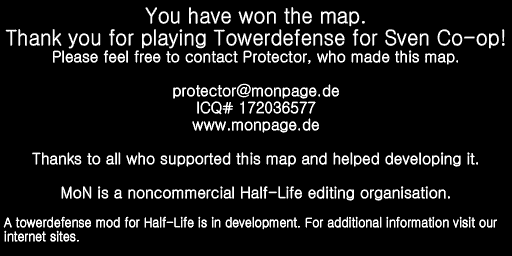 You have won the map.
Thank you for playing Towerdefense for Sven Co-op!
Please feel free to contact Protector, who made this map.
protector@monpage.de
ICQ# 172036577
www.monpage.de
Thanks to all who supported this map and helped developing it.
MoN is a noncommercial Half-Life editing organisation.
A towerdefense mod for Half-Life is in development. For additional information visit our
internet sites.